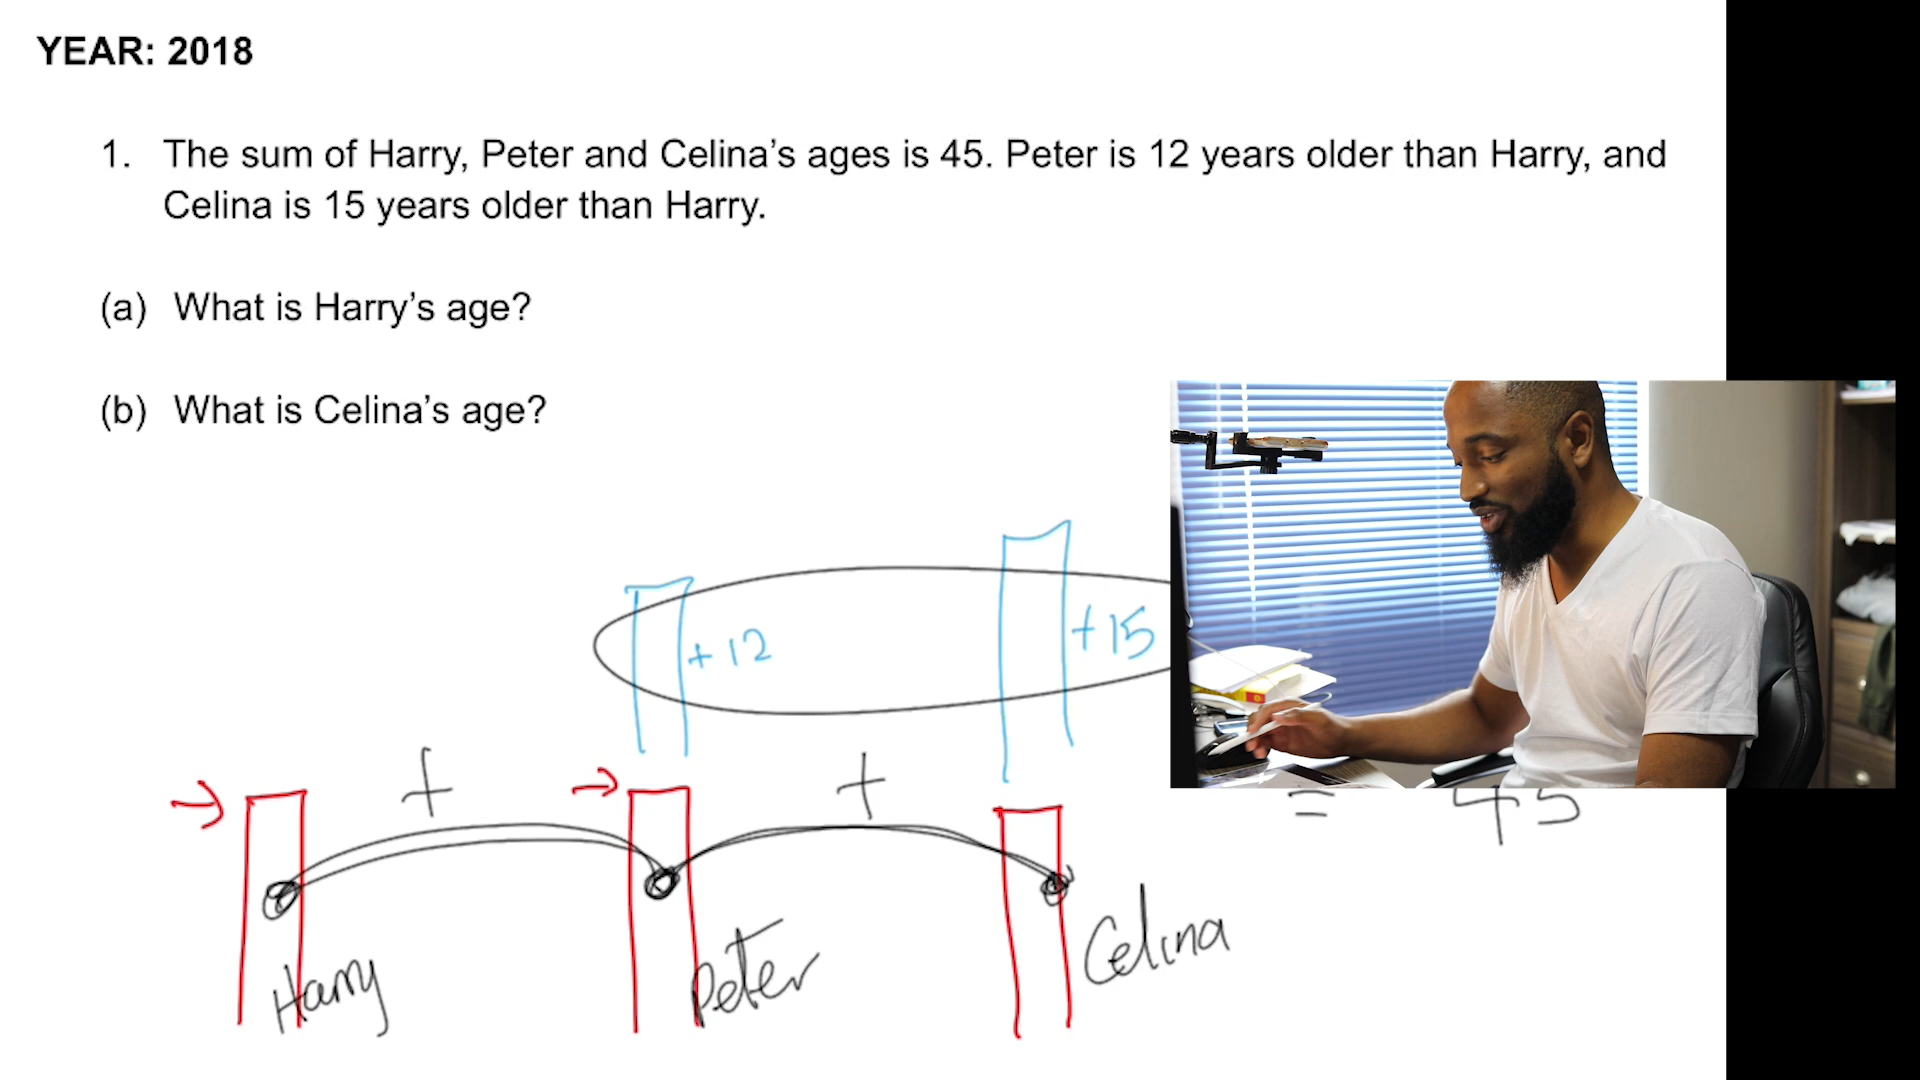 YEAR: 2018
1. The sum of Harry, Peter and Celina’s ages is 45. Peter is 12 years older than Harry, and
Celina is 15 years older than Harry.
(a) What is Harry’s age?
(b) What is Celina’s age?
+12
+15
+
+
= 45
Harry
Peter
Celina